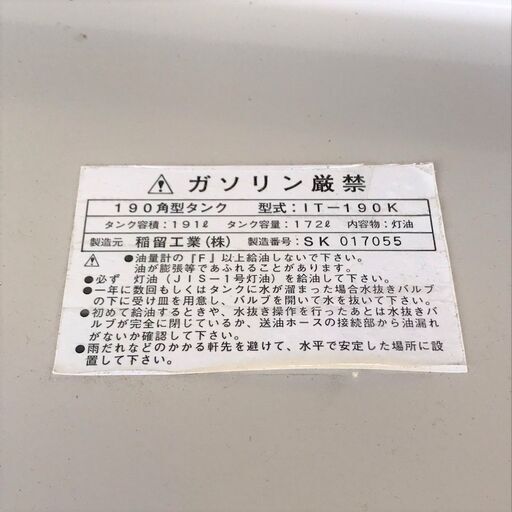 ⚠ ガソリン厳禁
190角型タンク 型式：IT－190K
タンク容積：191ℓ タンク容量：172ℓ 内容物：灯油
製造元 稲留工業(株) 製造番号：SK 017055
⚠ ●油量計の『F』以上給油しないで下さい。
油が膨張等であふれることがあります。
●必ず 灯油（JIS－1号灯油）を給油して下さい。
●一年に数回もしくはタンクに水が溜まった場合水抜きバルブ
の下に受け皿を用意し、バルブを開いて水を抜いて下さい。
●初めて給油するときや、水抜き操作を行ったあとは水抜きバ
ルブが完全に閉じているか、送油ホースの接続部から油漏れ
がないか確認して下さい。
●雨だれなどのかかる軒先を避けて、水平で安定した場所に設
置して下さい。